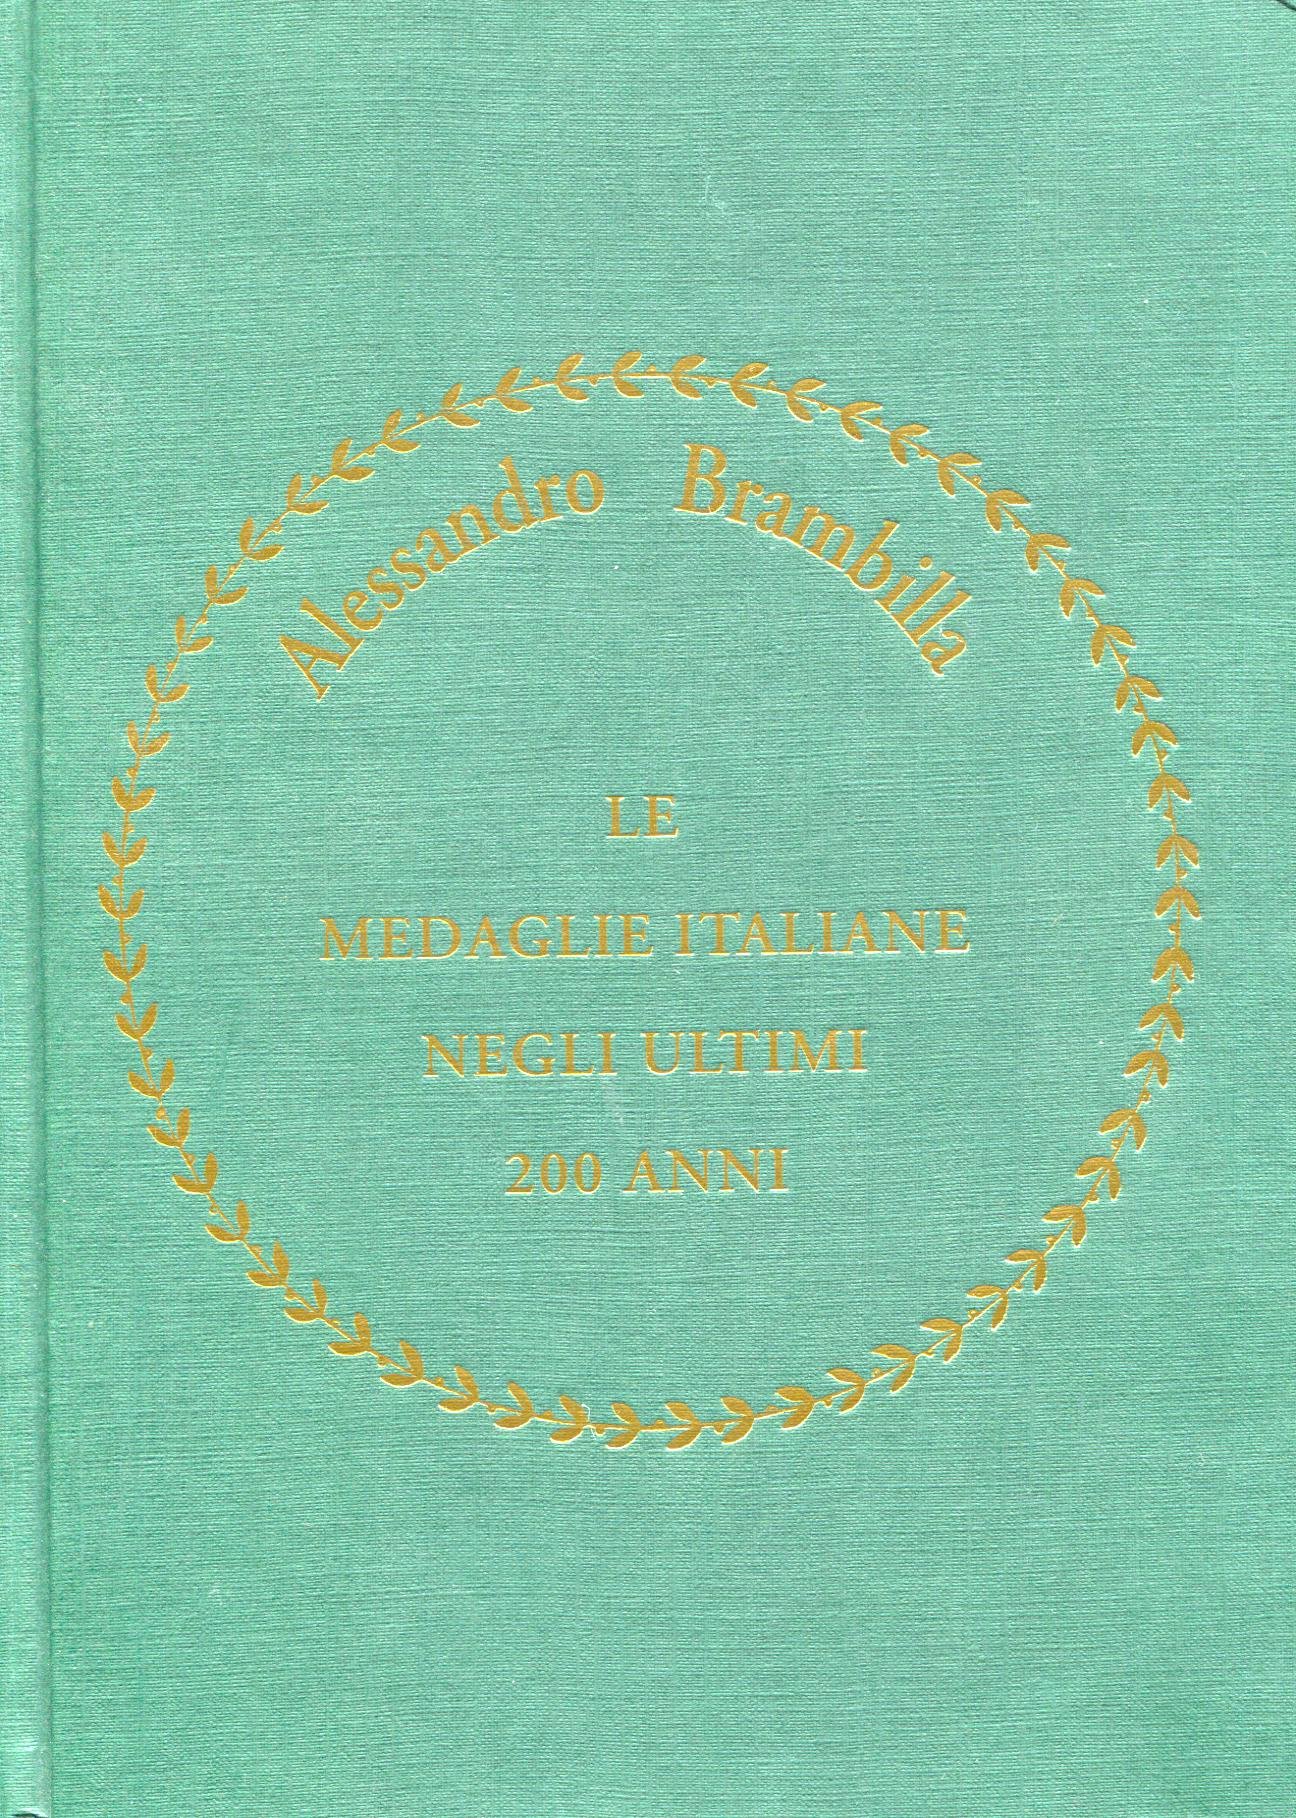 Alessandro Brambilla
LE
MEDAGLIE ITALIANE
NEGLI ULTIMI
200 ANNI